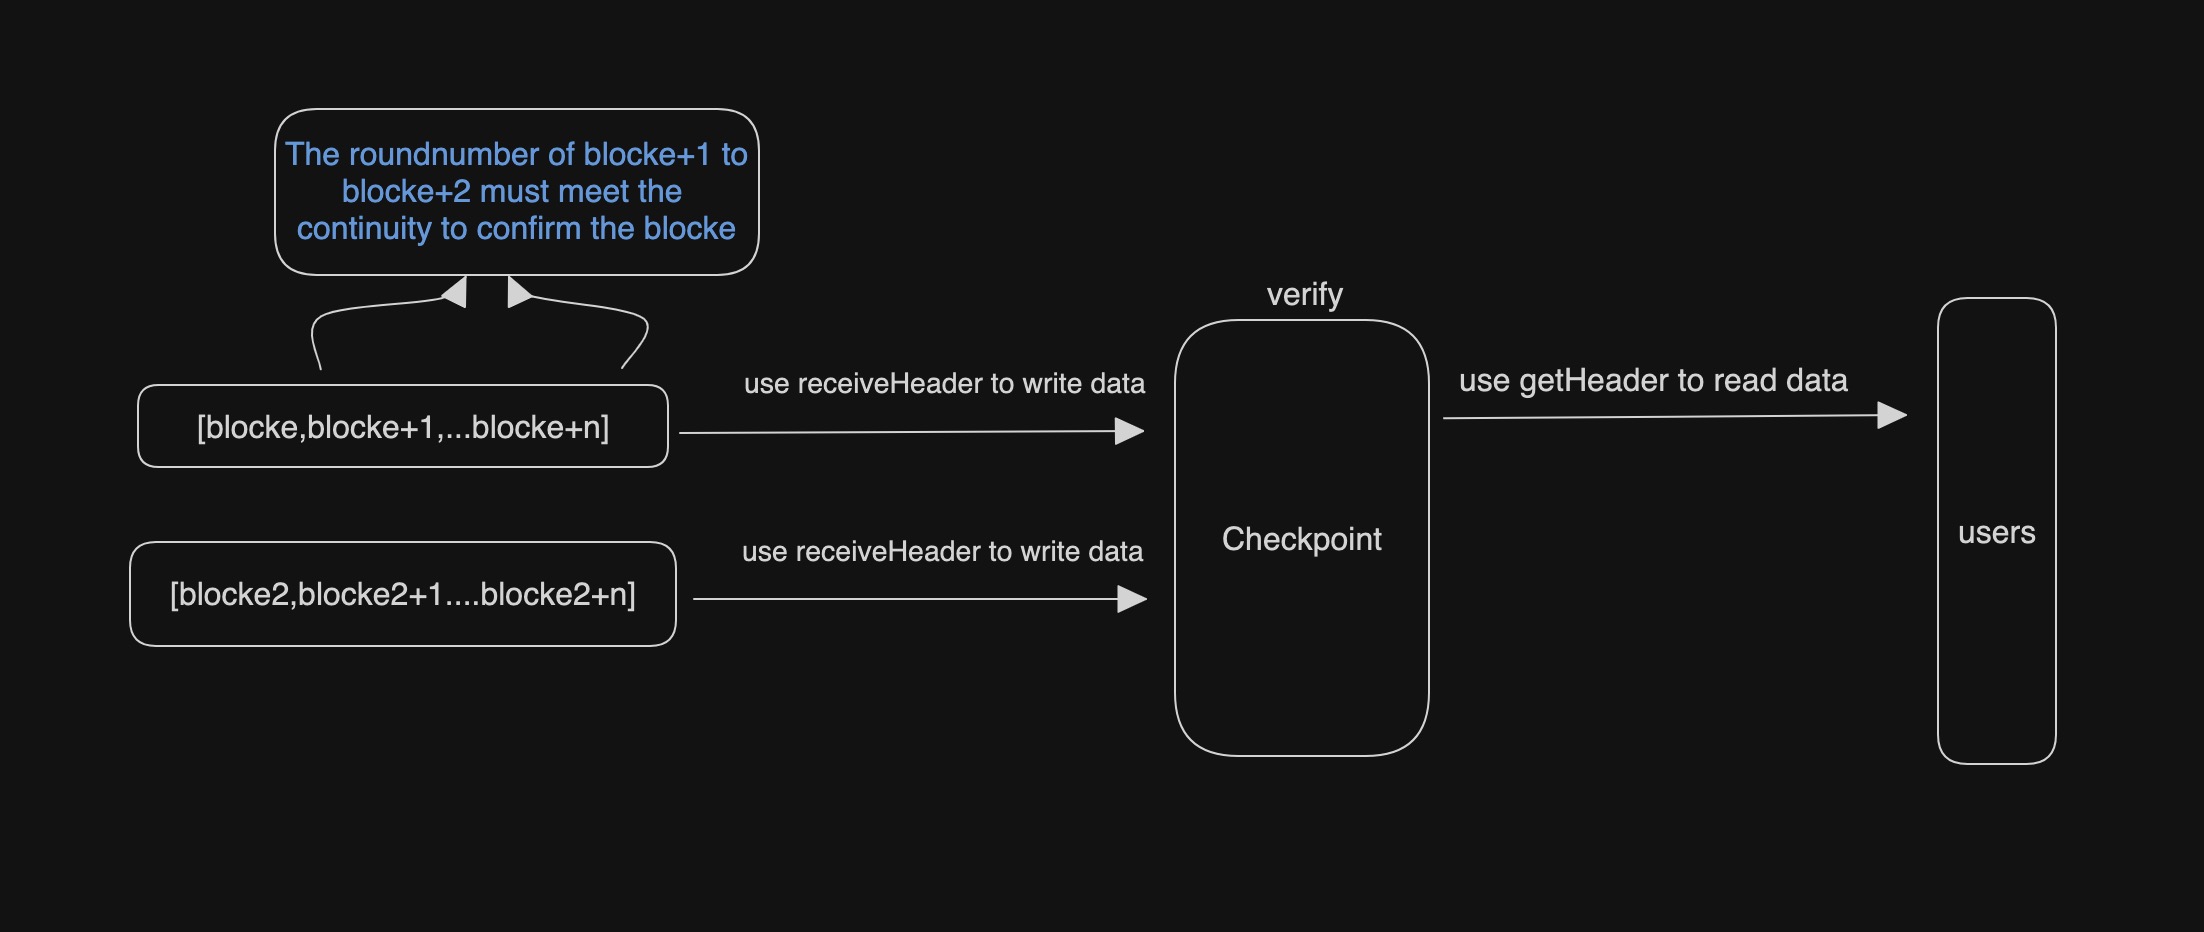 The roundnumber of blocke+1 to
blocke+2 must meet the
continuity to confirm the blocke
verify
use receiveHeader to write data
use getHeader to read data
[blocke,blocke+1,...blocke+n]
Checkpoint
users
use receiveHeader to write data
[blocke2,blocke2+1....blocke2+n]